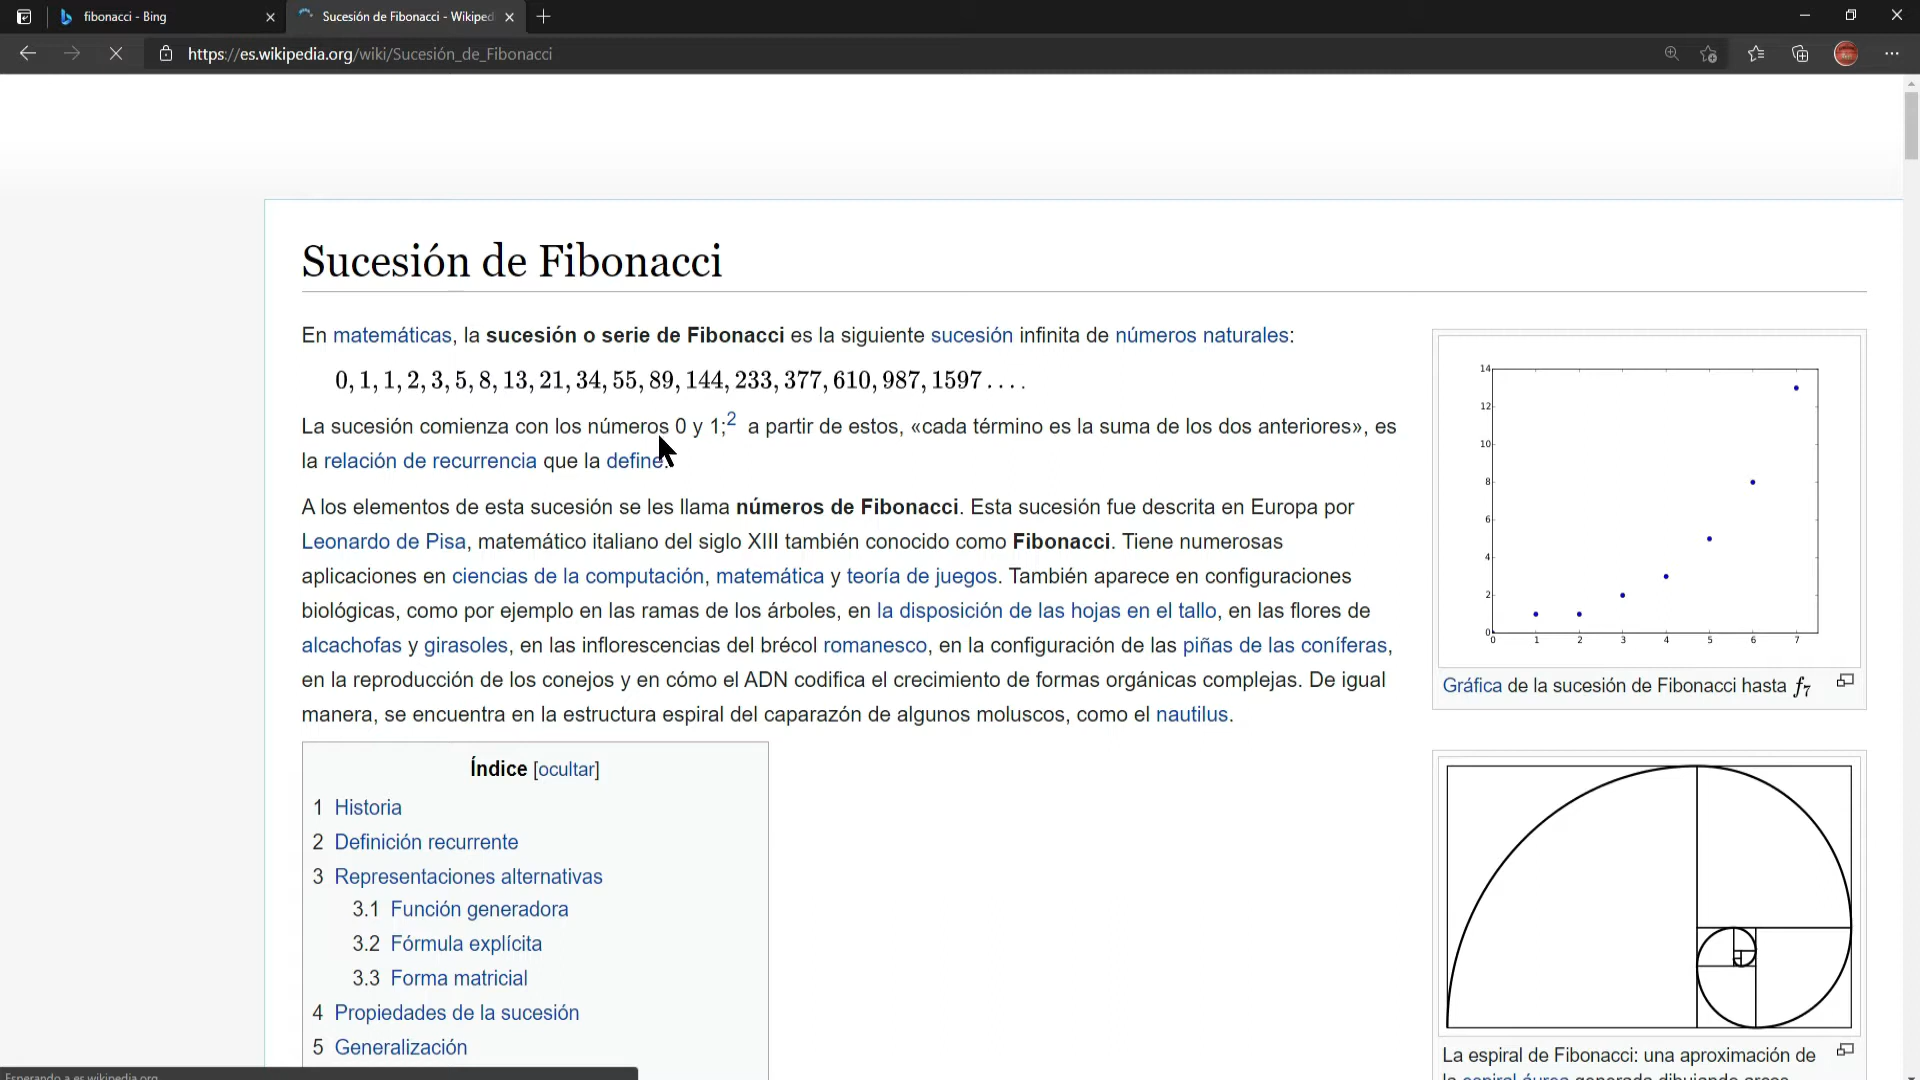 fibonacci - Bing
Sucesión de Fibonacci - Wikiped
https://es.wikipedia.org/wiki/Sucesión_de_Fibonacci
Sucesión de Fibonacci
En matemáticas, la sucesión o serie de Fibonacci es la siguiente sucesión infinita de números naturales:
0, 1, 1, 2, 3, 5, 8, 13, 21, 34, 55, 89, 144, 233, 377, 610, 987, 1597 . . . .
La sucesión comienza con los números 0 y 1;2 a partir de estos, «cada término es la suma de los dos anteriores», es
la relación de recurrencia que la define.
A los elementos de esta sucesión se les llama números de Fibonacci. Esta sucesión fue descrita en Europa por
Leonardo de Pisa, matemático italiano del siglo XIII también conocido como Fibonacci. Tiene numerosas
aplicaciones en ciencias de la computación, matemática y teoría de juegos. También aparece en configuraciones
biológicas, como por ejemplo en las ramas de los árboles, en la disposición de las hojas en el tallo, en las flores de
alcachofas y girasoles, en las inflorescencias del brécol romanesco, en la configuración de las piñas de las coníferas,
en la reproducción de los conejos y en cómo el ADN codifica el crecimiento de formas orgánicas complejas. De igual
manera, se encuentra en la estructura espiral del caparazón de algunos moluscos, como el nautilus.
Índice [ocultar]
1 Historia
2 Definición recurrente
3 Representaciones alternativas
3.1 Función generadora
3.2 Fórmula explícita
3.3 Forma matricial
4 Propiedades de la sucesión
5 Generalización
14
12
10
8
6
4
2
0
0 1 2 3 4 5 6 7
Gráfica de la sucesión de Fibonacci hasta f7
La espiral de Fibonacci: una aproximación de
la espiral áurea generada dibujando arcos
Esperando a es.wikipedia.org